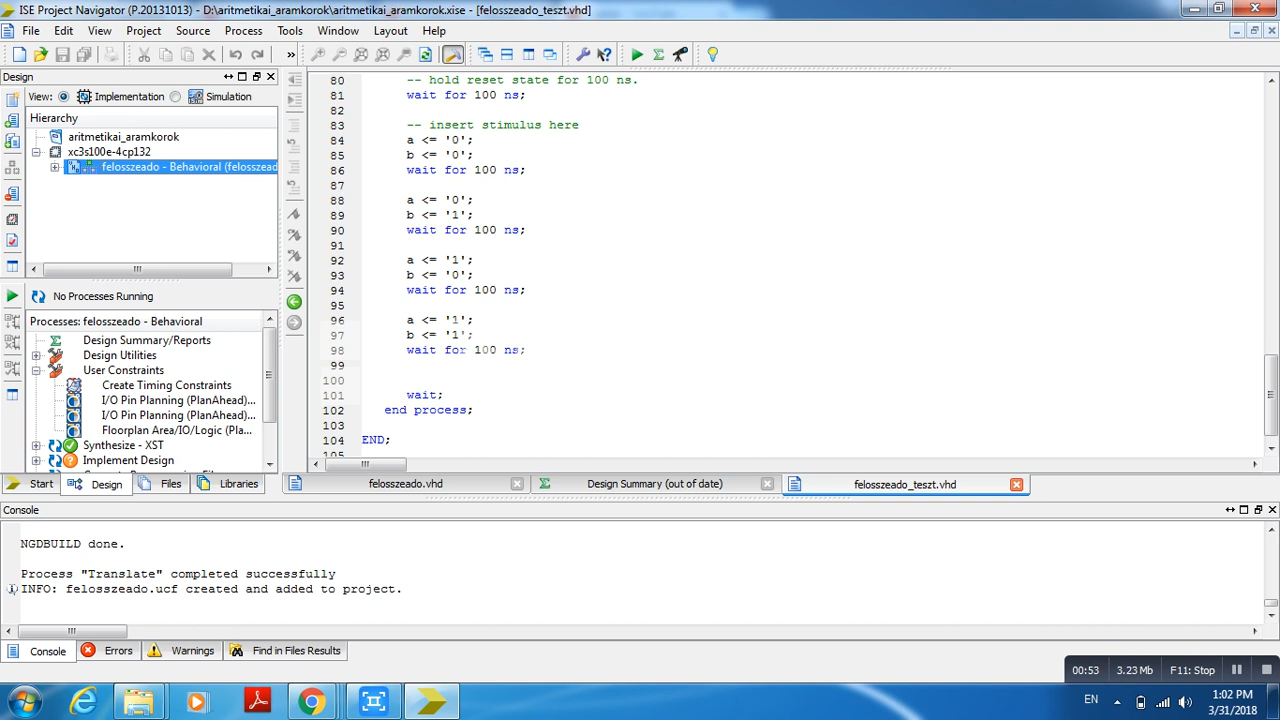 ISE Project Navigator (P.20131013) - D:\aritmetikai_aramkorok\aritmetikai_aramkorok.xise - [felosszeado_teszt.vhd]
File Edit View Project Source Process Tools Window Layout Help
»
Design
View: Implementation Simulation
Hierarchy
aritmetikai_aramkorok
xc3s100e-4cp132
felosszeado - Behavioral (felosszead
No Processes Running
Processes: felosszeado - Behavioral
Design Summary/Reports
Design Utilities
User Constraints
Create Timing Constraints
I/O Pin Planning (PlanAhead)...
I/O Pin Planning (PlanAhead)...
Floorplan Area/IO/Logic (Pla...
Synthesize - XST
Implement Design
Start Design Files Libraries
80 -- hold reset state for 100 ns.
81 wait for 100 ns;
82
83 -- insert stimulus here
84 a <= '0';
85 b <= '0';
86 wait for 100 ns;
87
88 a <= '0';
89 b <= '1';
90 wait for 100 ns;
91
92 a <= '1';
93 b <= '0';
94 wait for 100 ns;
95
96 a <= '1';
97 b <= '1';
98 wait for 100 ns;
99
100
101 wait;
102 end process;
103
104 END;
105
felosszeado.vhd Design Summary (out of date) felosszeado_teszt.vhd
Console
NGDBUILD done.
Process "Translate" completed successfully
INFO: felosszeado.ucf created and added to project.
Console Errors Warnings Find in Files Results
00:53 3.23 Mb F11: Stop
EN 1:02 PM
3/31/2018